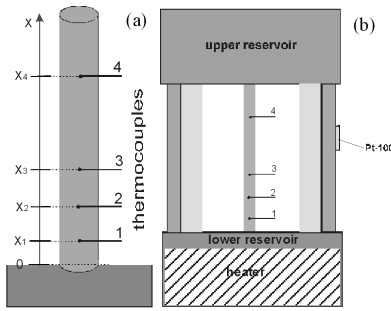 X
(a)
X4
4
X3
3
X2
2
X1
1
0
thermocouples
(b)
upper reservoir
4
3
2
1
Pt-100
lower reservoir
heater